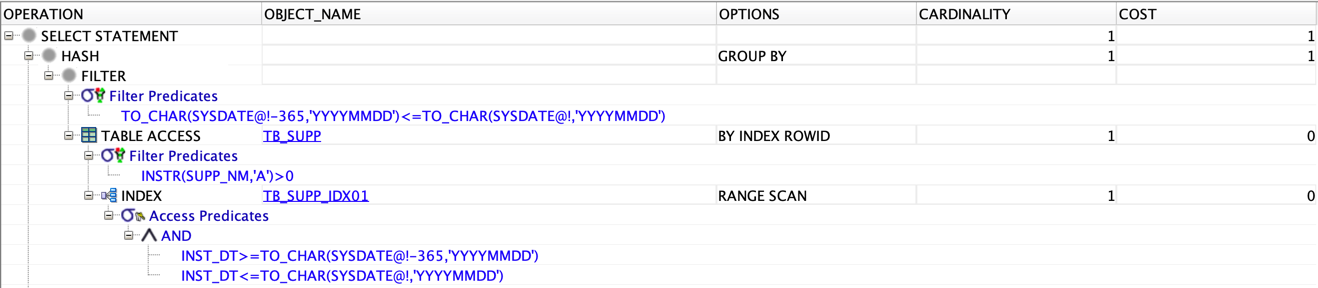 OPERATION OBJECT_NAME OPTIONS CARDINALITY COST
SELECT STATEMENT 1 1
HASH GROUP BY 1 1
FILTER
Filter Predicates
TO_CHAR(SYSDATE@!-365,'YYYYMMDD')<=TO_CHAR(SYSDATE@!,'YYYYMMDD')
TABLE ACCESS TB_SUPP BY INDEX ROWID 1 0
Filter Predicates
INSTR(SUPP_NM,'A')>0
INDEX TB_SUPP_IDX01 RANGE SCAN 1 0
Access Predicates
AND
INST_DT>=TO_CHAR(SYSDATE@!-365,'YYYYMMDD')
INST_DT<=TO_CHAR(SYSDATE@!,'YYYYMMDD')